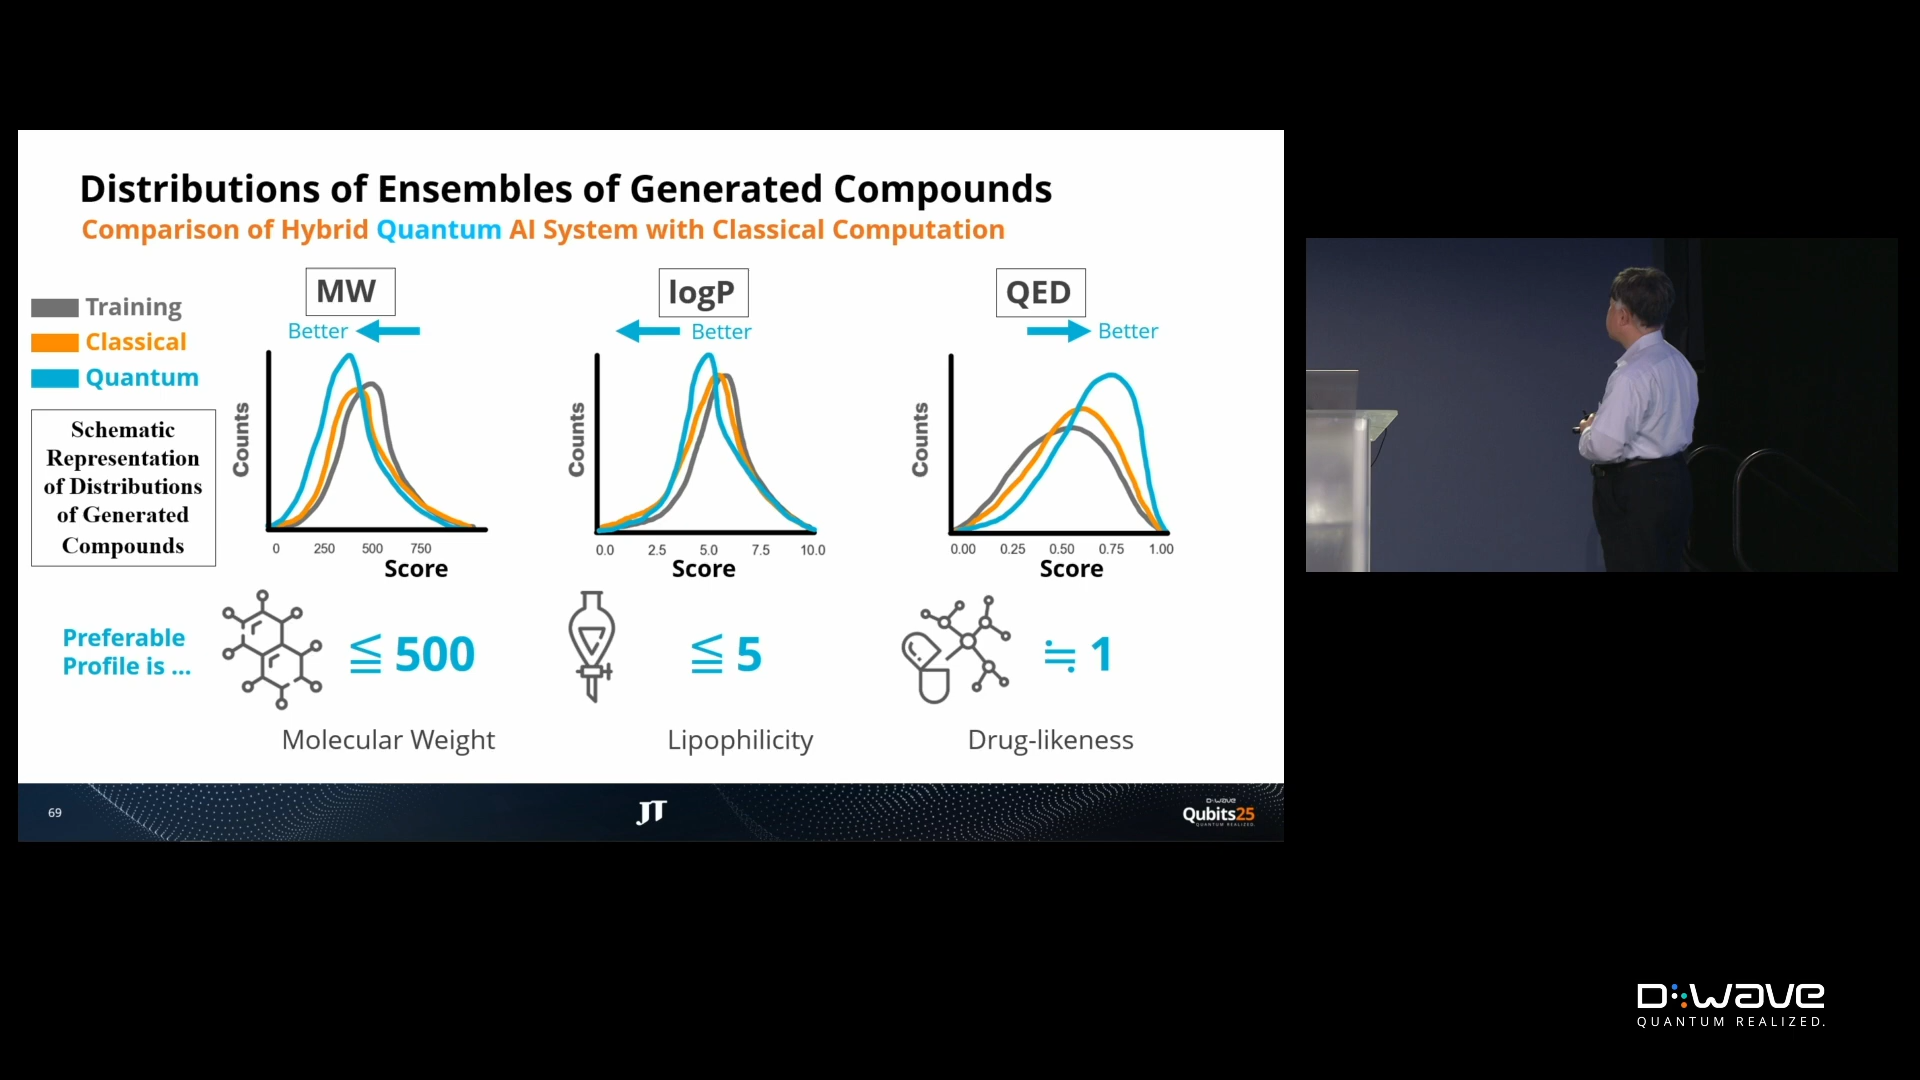 Distributions of Ensembles of Generated Compounds
Comparison of Hybrid Quantum AI System with Classical Computation
Training
Classical
Quantum
Schematic
Representation
of Distributions
of Generated
Compounds
MW
Better
Counts
0 250 500 750
Score
logP
Better
Counts
0.0 2.5 5.0 7.5 10.0
Score
QED
Better
Counts
0.00 0.25 0.50 0.75 1.00
Score
Preferable
Profile is ...
≦ 500
≦ 5
≒ 1
Molecular Weight
Lipophilicity
Drug-likeness
69
JT
D:WAVE
Qubits25
QUANTUM REALIZED.
D:WAVE
QUANTUM REALIZED.